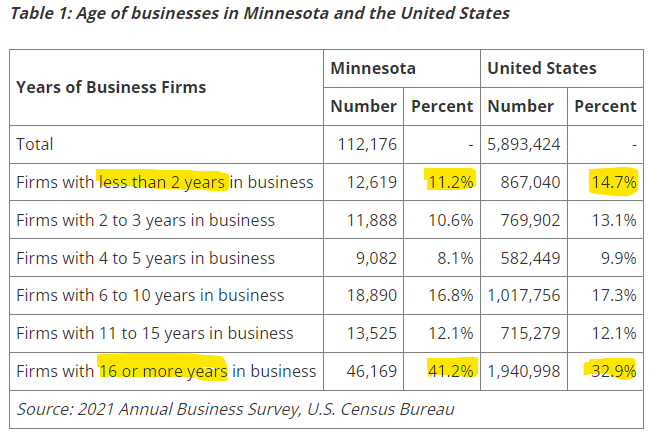 Table 1: Age of businesses in Minnesota and the United States
Years of Business Firms Minnesota United States
Number Percent Number Percent
Total 112,176 - 5,893,424 -
Firms with less than 2 years in business 12,619 11.2% 867,040 14.7%
Firms with 2 to 3 years in business 11,888 10.6% 769,902 13.1%
Firms with 4 to 5 years in business 9,082 8.1% 582,449 9.9%
Firms with 6 to 10 years in business 18,890 16.8% 1,017,756 17.3%
Firms with 11 to 15 years in business 13,525 12.1% 715,279 12.1%
Firms with 16 or more years in business 46,169 41.2% 1,940,998 32.9%
Source: 2021 Annual Business Survey, U.S. Census Bureau